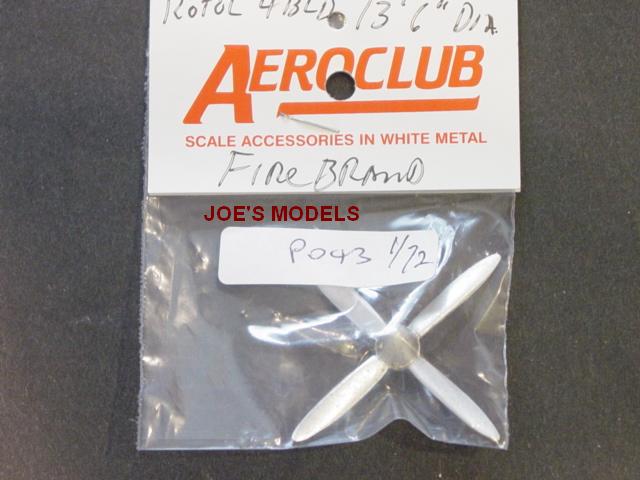 ROTOL 4 BLD. 13' 6" DIA.
AEROCLUB
SCALE ACCESSORIES IN WHITE METAL
FIREBRAND
JOE'S MODELS
P043 1/72